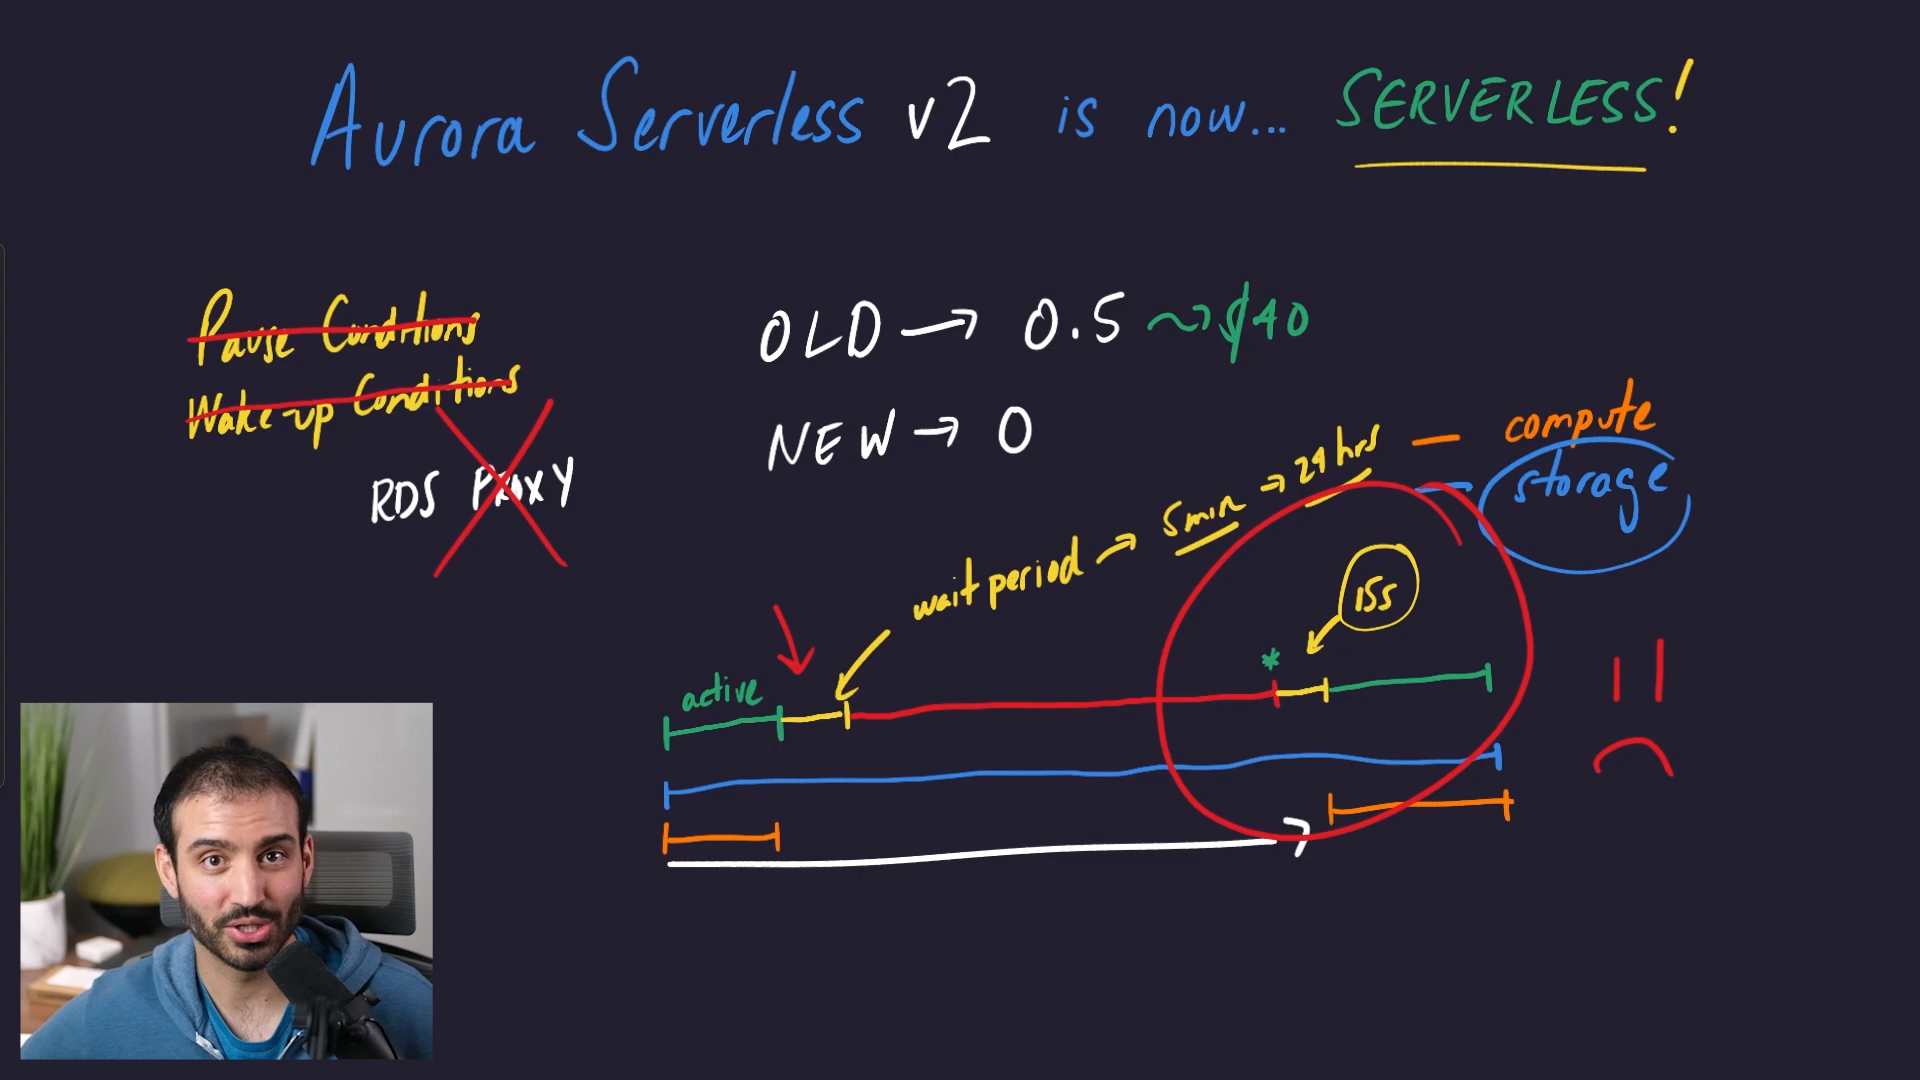 Aurora Serverless v2 is now... SERVERLESS!
Pause Conditions
Wake-up Conditions
RDS PROXY
OLD → 0.5 ~→ $40
NEW → 0
compute
storage
wait period → 5min → 24 hrs
15s
*
active